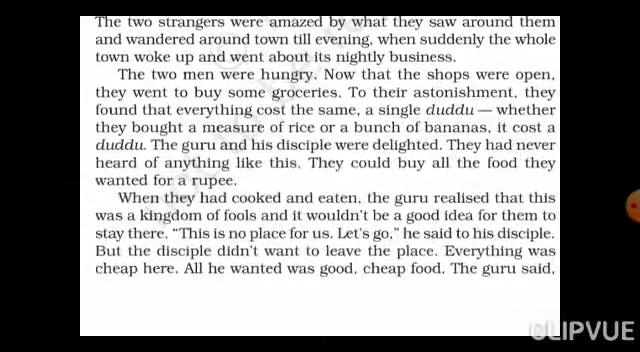 The two strangers were amazed by what they saw around them
and wandered around town till evening, when suddenly the whole
town woke up and went about its nightly business.
The two men were hungry. Now that the shops were open,
they went to buy some groceries. To their astonishment, they
found that everything cost the same, a single duddu — whether
they bought a measure of rice or a bunch of bananas, it cost a
duddu. The guru and his disciple were delighted. They had never
heard of anything like this. They could buy all the food they
wanted for a rupee.
When they had cooked and eaten, the guru realised that this
was a kingdom of fools and it wouldn't be a good idea for them to
stay there. “This is no place for us. Let's go,” he said to his disciple.
But the disciple didn't want to leave the place. Everything was
cheap here. All he wanted was good, cheap food. The guru said,
CLIPVUE